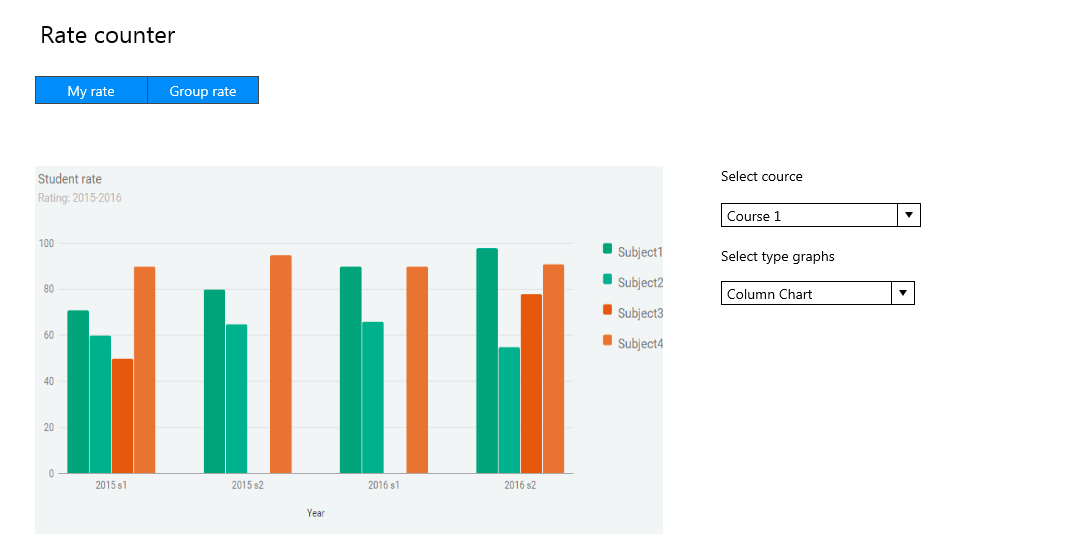 Rate counter
My rate
Group rate
Student rate
Rating: 2015-2016
100
80
60
40
20
0
2015 s1
2015 s2
2016 s1
2016 s2
Year
Subject1
Subject2
Subject3
Subject4
Select cource
Course 1
Select type graphs
Column Chart